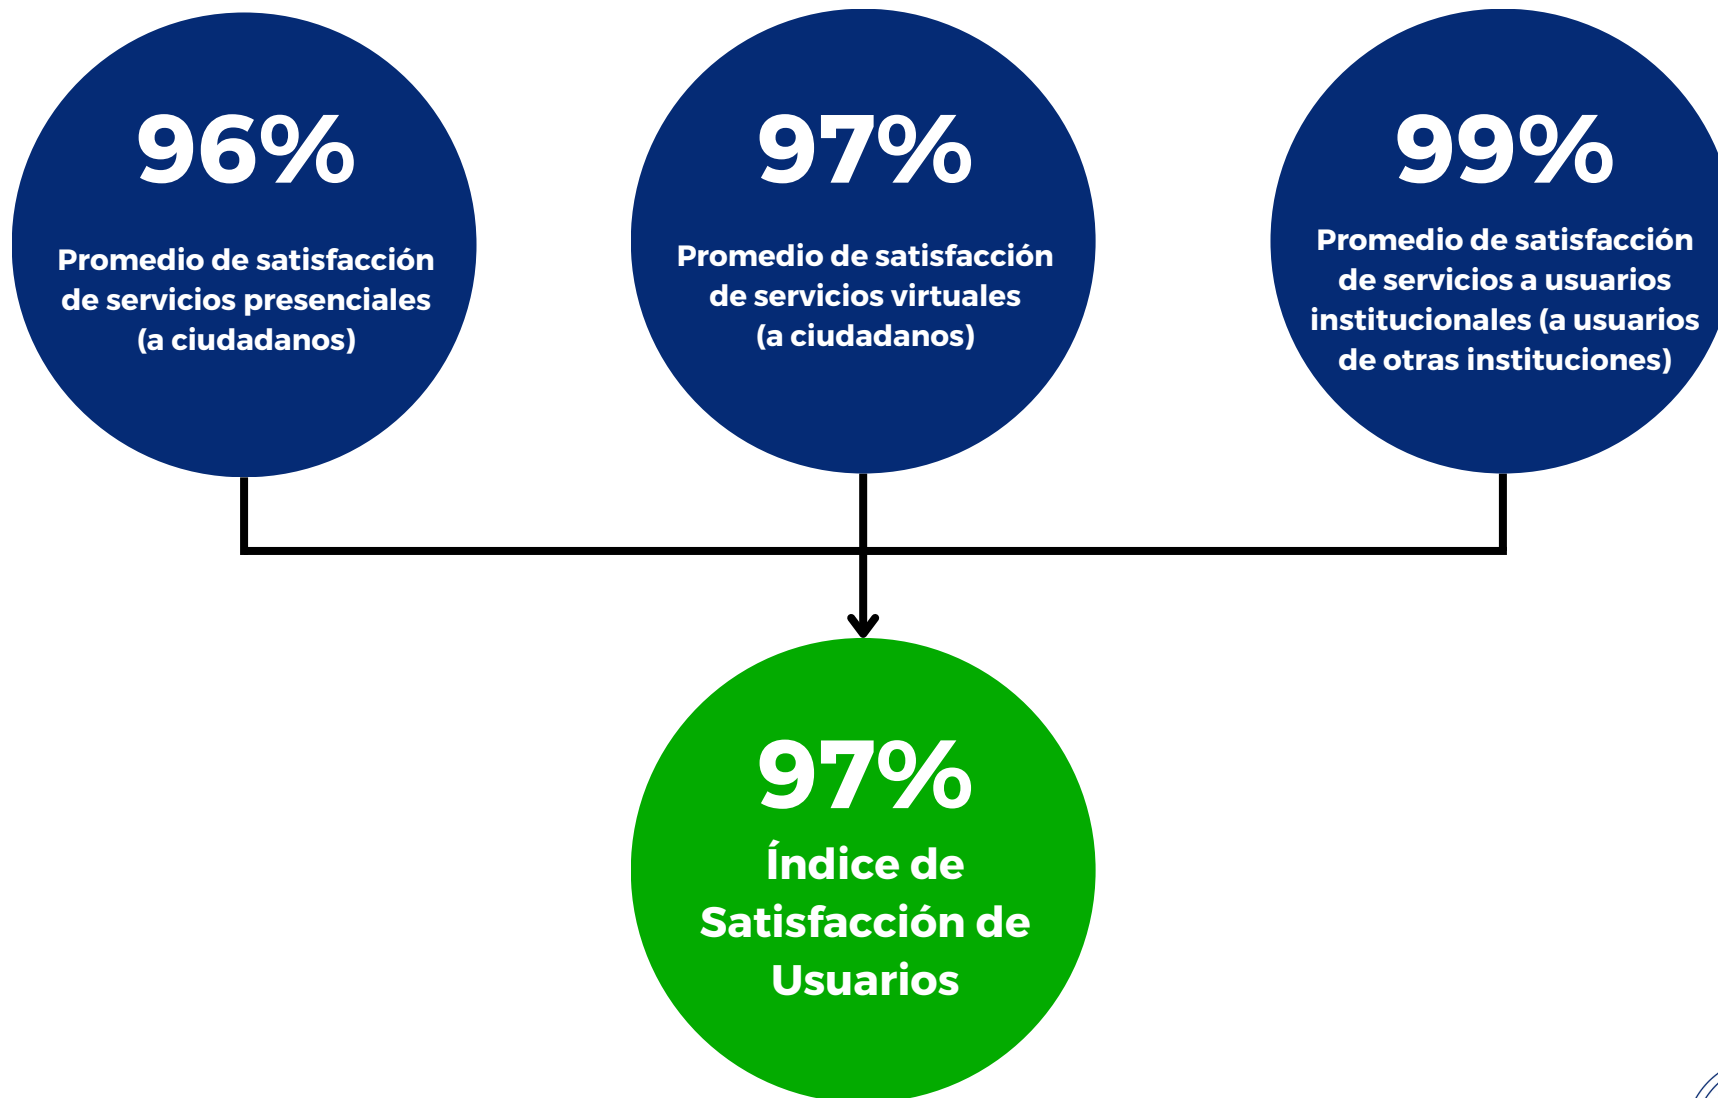 96%
Promedio de satisfacción
de servicios presenciales
(a ciudadanos)
97%
Promedio de satisfacción
de servicios virtuales
(a ciudadanos)
99%
Promedio de satisfacción
de servicios a usuarios
institucionales (a usuarios
de otras instituciones)
97%
Índice de
Satisfacción de
Usuarios